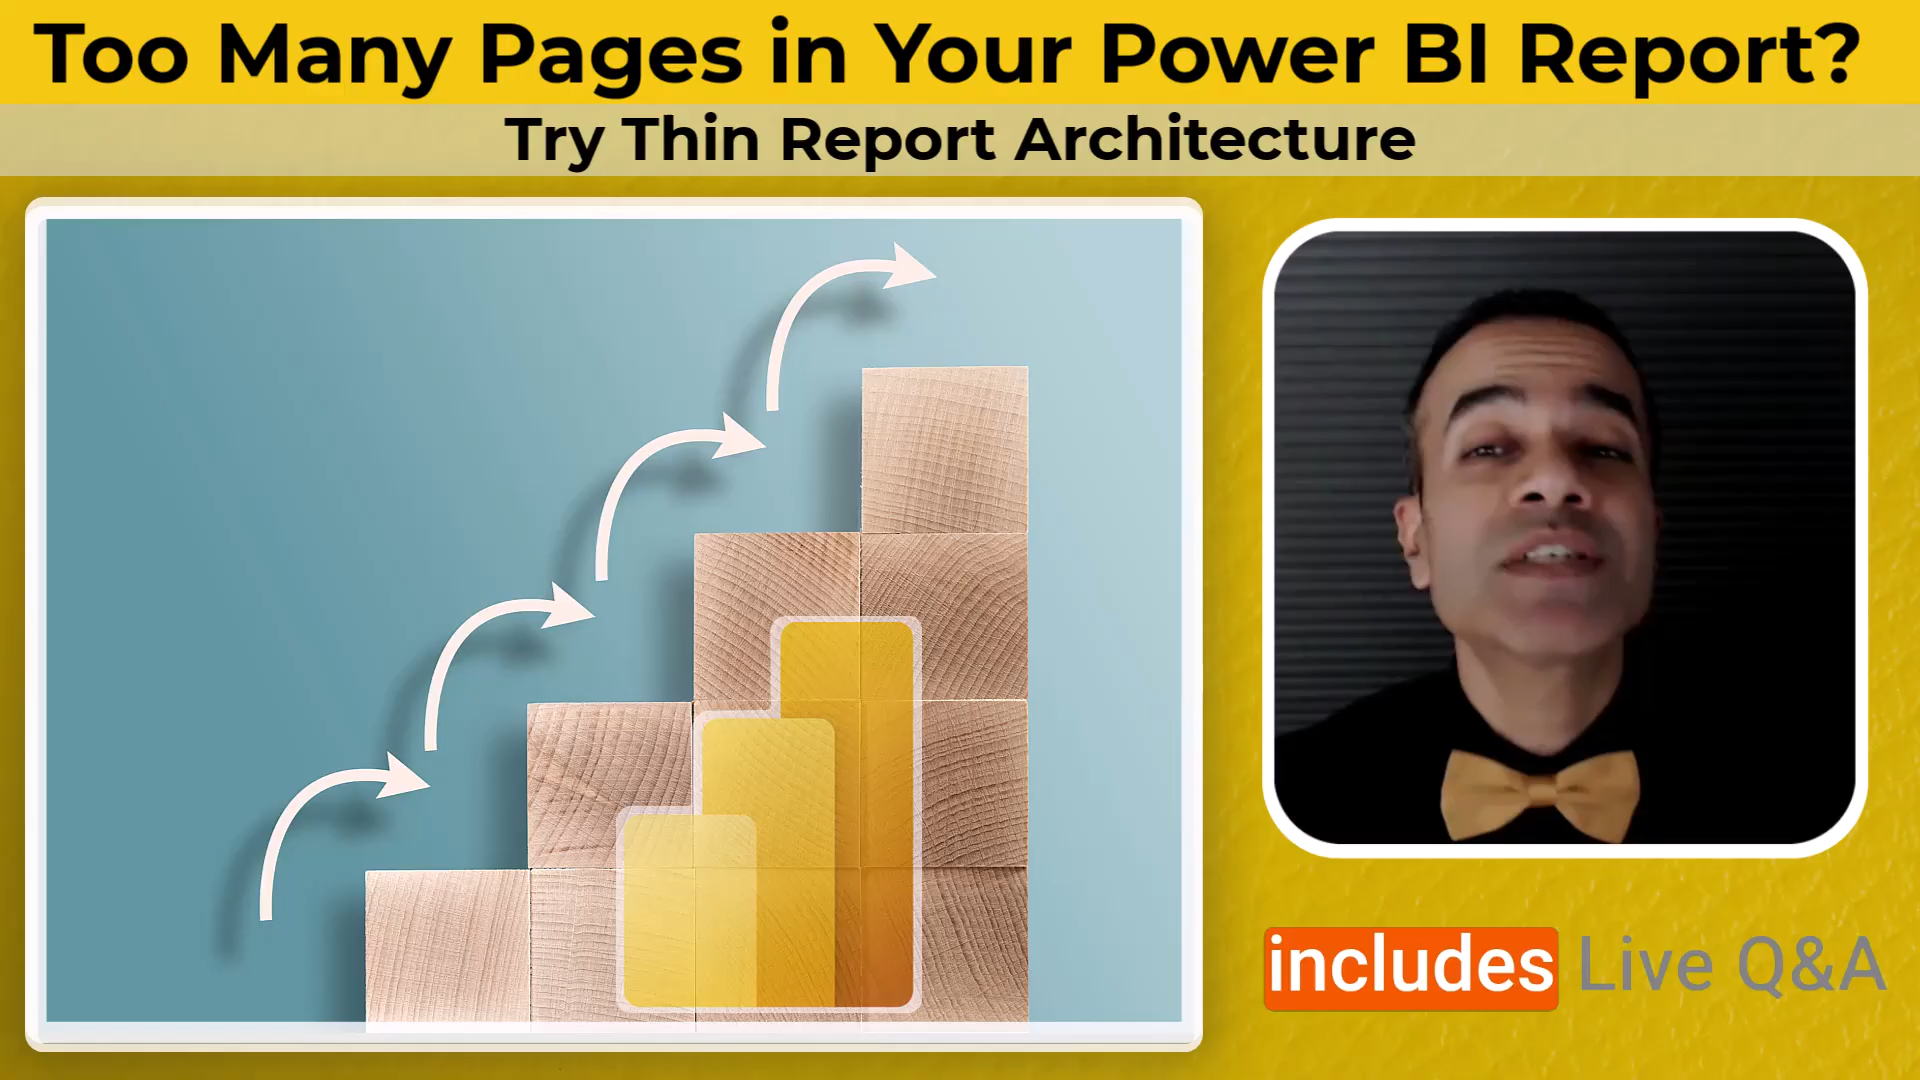 Too Many Pages in Your Power BI Report?
Try Thin Report Architecture
includes Live Q&A